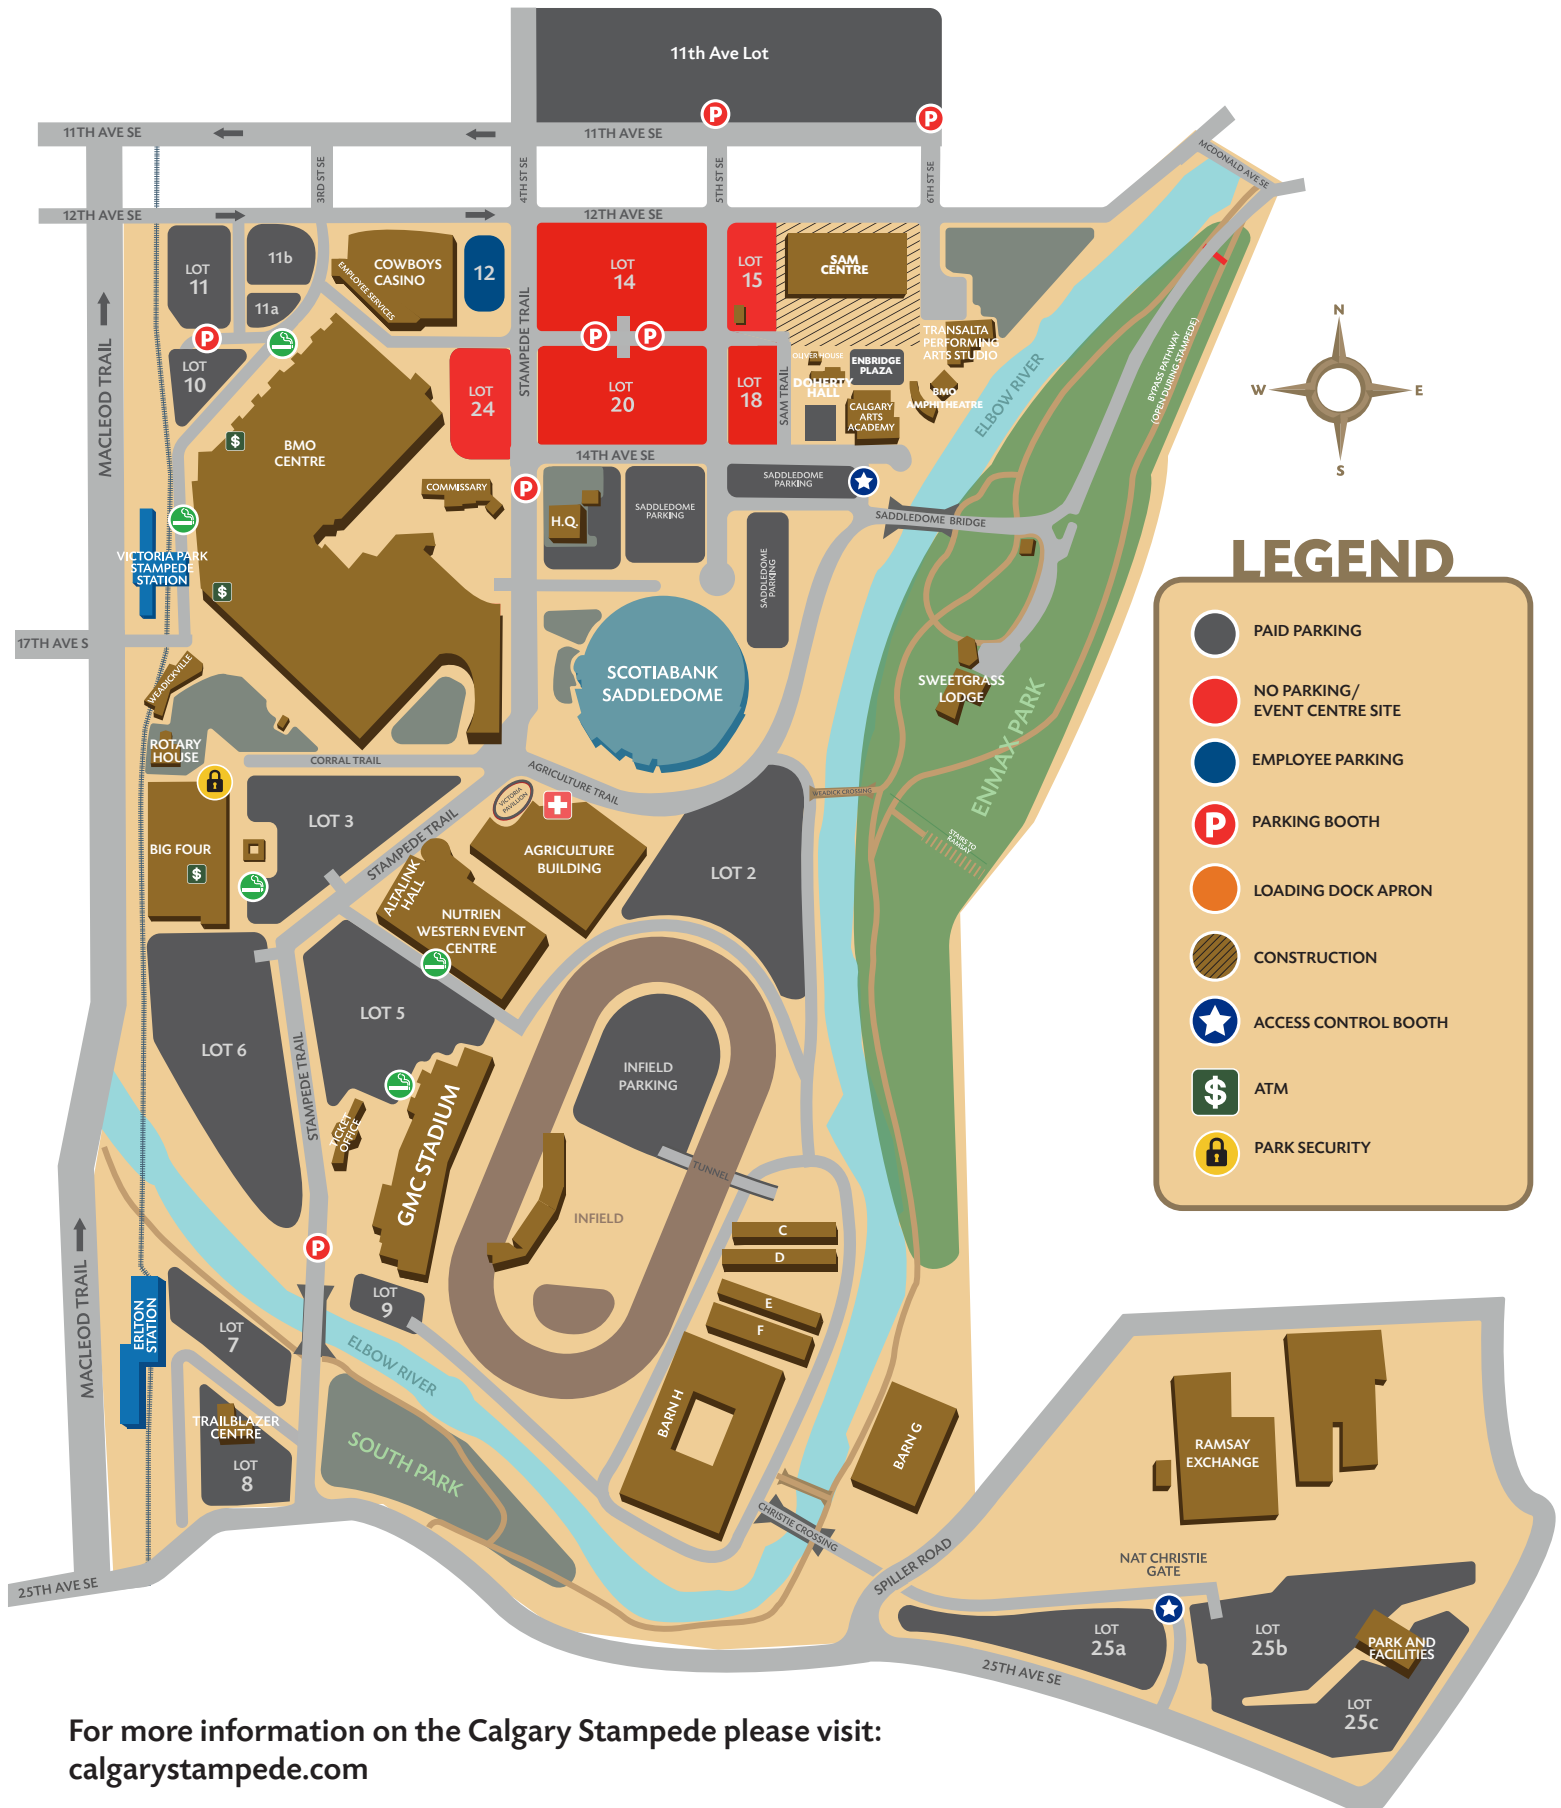 11th Ave Lot
P
P
11TH AVE SE
11TH AVE SE
3RD ST SE
4TH ST SE
5TH ST SE
6TH ST SE
MCDONALD AVE SE
12TH AVE SE
12TH AVE SE
LOT
11
11b
11a
P
LOT
10
COWBOYS
CASINO
EMPLOYEE SERVICES
12
LOT
14
LOT
15
SAM
CENTRE
P
P
LOT
24
LOT
20
LOT
18
STAMPEDE TRAIL
SAM TRAIL
OLIVER HOUSE
DOHERTY
HALL
ENBRIDGE
PLAZA
TRANSALTA
PERFORMING
ARTS STUDIO
BMO
AMPHITHEATRE
CALGARY
ARTS
ACADEMY
ELBOW RIVER
BYPASS PATHWAY
(OPEN DURING STAMPEDE)
N
W
E
S
MACLEOD TRAIL
$
BMO
CENTRE
14TH AVE SE
COMMISSARY
P
H.Q.
SADDLEDOME
PARKING
SADDLEDOME
PARKING
SADDLEDOME
PARKING
SADDLEDOME BRIDGE
VICTORIA PARK
STAMPEDE
STATION
$
17TH AVE S
WEADICKVILLE
ROTARY
HOUSE
SCOTIABANK
SADDLEDOME
SWEETGRASS
LODGE
ENMAX PARK
CORRAL TRAIL
AGRICULTURE TRAIL
VICTORIA
PAVILLION
WEADICK CROSSING
STAIRS TO
RAMSAY
BIG FOUR
$
LOT 3
STAMPEDE TRAIL
ALTALINK
HALL
AGRICULTURE
BUILDING
LOT 2
NUTRIEN
WESTERN EVENT
CENTRE
LOT 5
LOT 6
STAMPEDE TRAIL
INFIELD
PARKING
TICKET
OFFICE
GMC STADIUM
TUNNEL
INFIELD
P
C
D
E
F
LOT
9
ELBOW RIVER
BARN H
BARN G
MACLEOD TRAIL
ERLTON
STATION
LOT
7
TRAILBLAZER
CENTRE
LOT
8
SOUTH PARK
CHRISTIE CROSSING
SPILLER ROAD
25TH AVE SE
25TH AVE SE
RAMSAY
EXCHANGE
NAT CHRISTIE
GATE
LOT
25a
LOT
25b
PARK AND
FACILITIES
LOT
25c
LEGEND
PAID PARKING
NO PARKING/
EVENT CENTRE SITE
EMPLOYEE PARKING
P
PARKING BOOTH
LOADING DOCK APRON
CONSTRUCTION
ACCESS CONTROL BOOTH
$
ATM
PARK SECURITY
For more information on the Calgary Stampede please visit:
calgarystampede.com